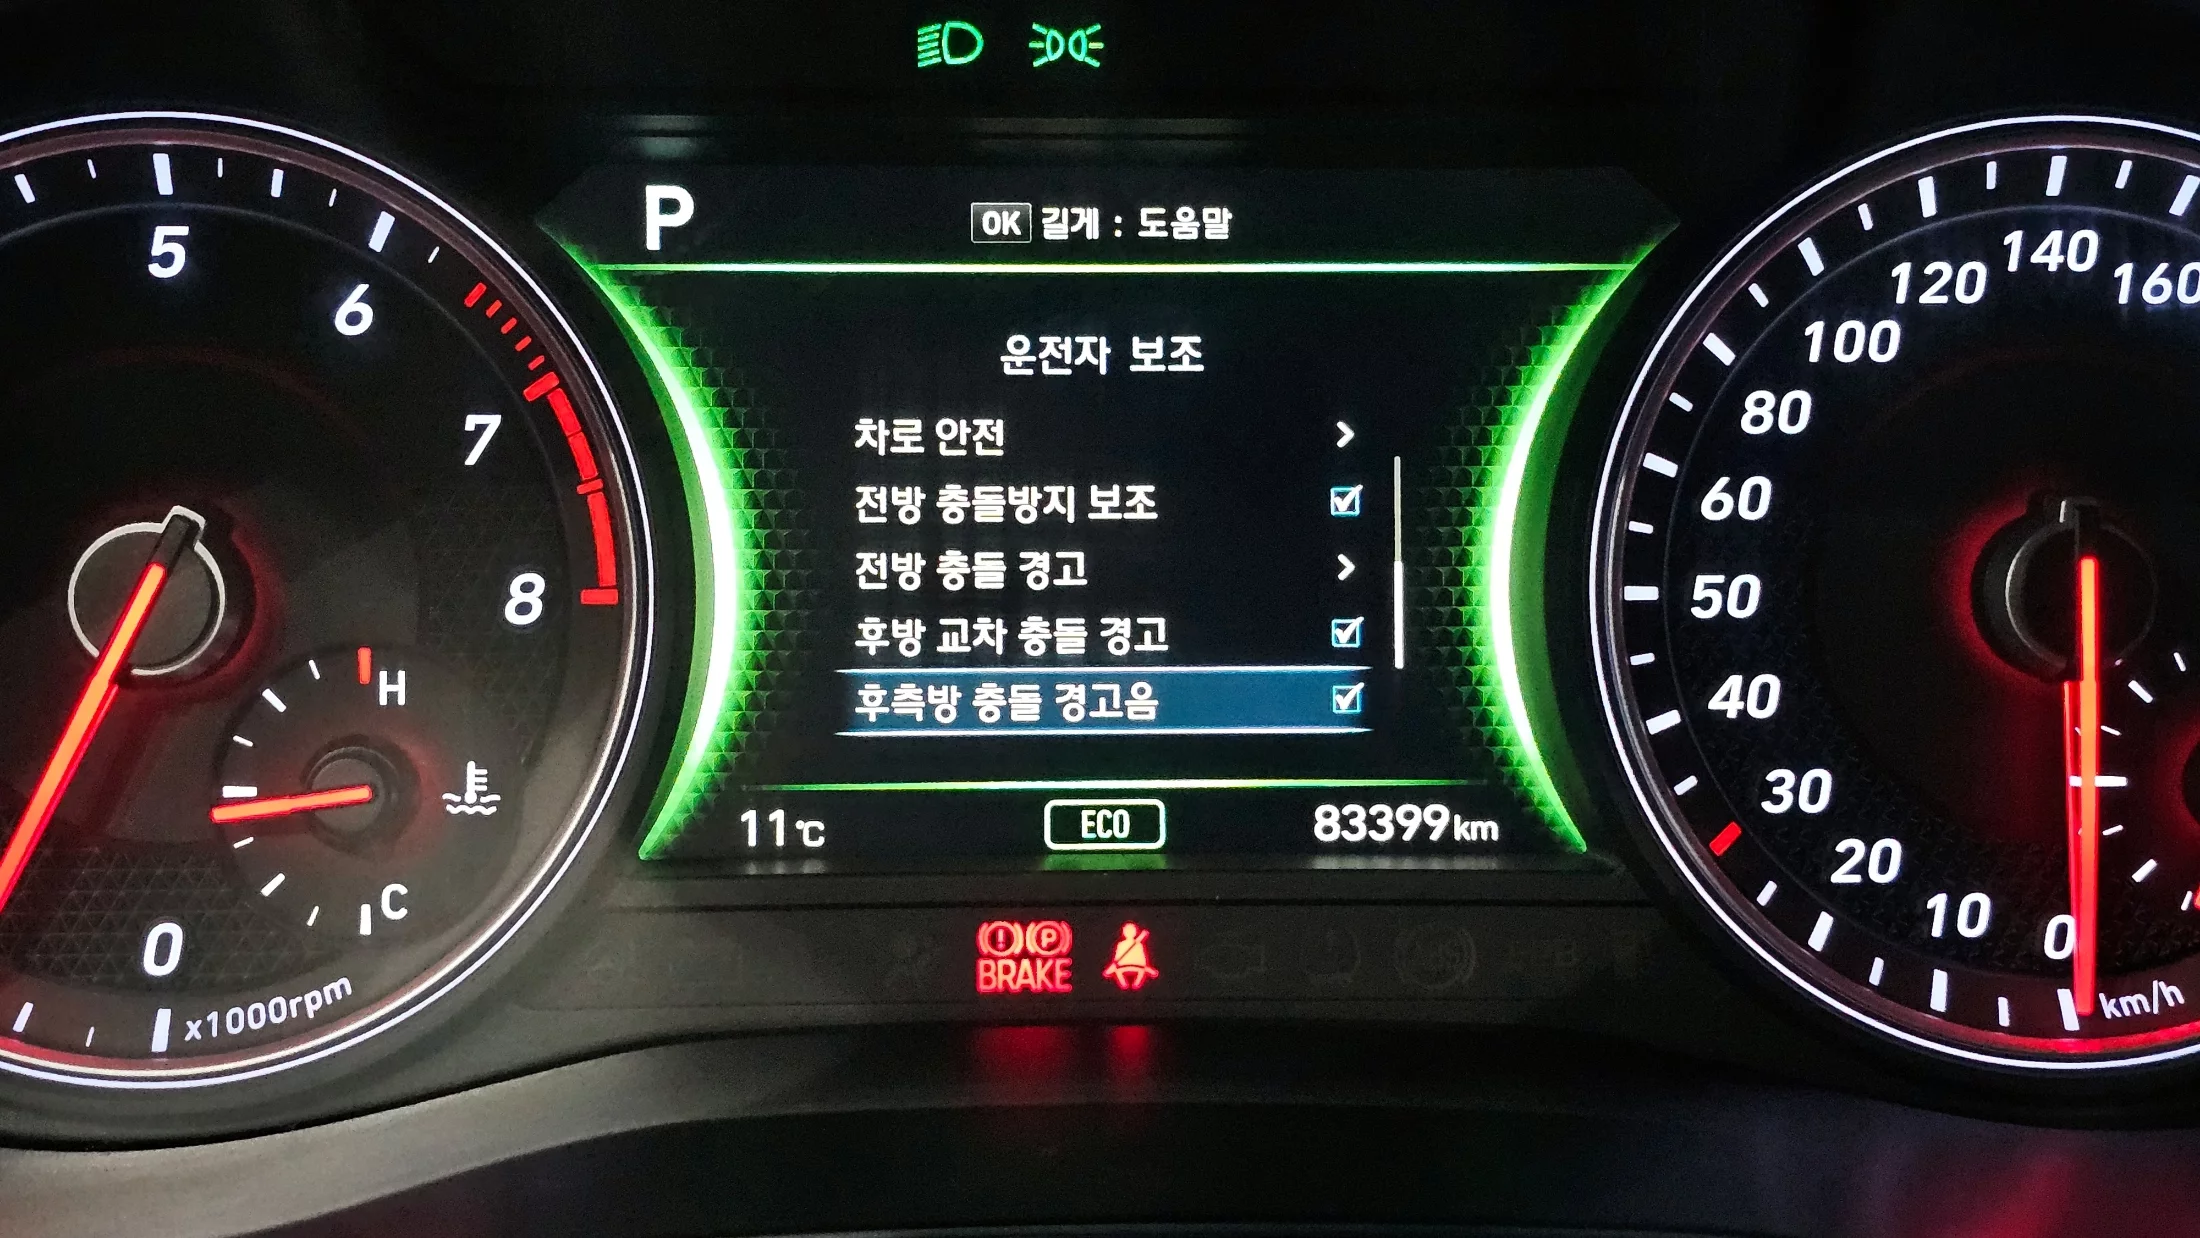 P
OK 길게 : 도움말
운전자 보조
차로 안전
전방 충돌방지 보조
전방 충돌 경고
후방 교차 충돌 경고
후측방 충돌 경고음
11℃
ECO
83399km
BRAKE
5
6
7
8
H
C
0
x1000rpm
160
140
120
100
80
60
50
40
30
20
10
0
km/h